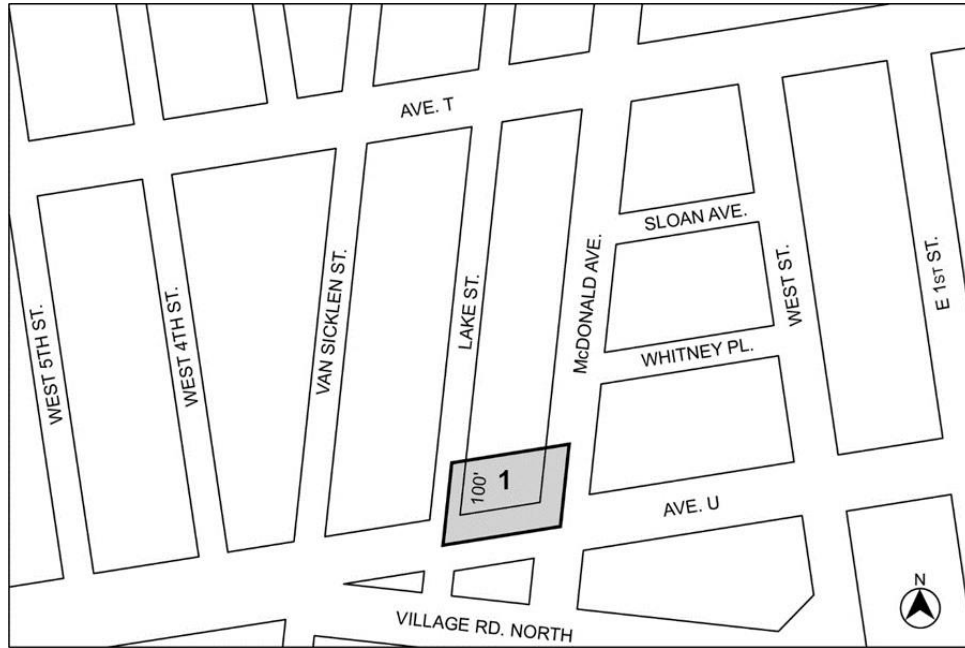 AVE. T
SLOAN AVE.
WEST 5TH ST.
WEST 4TH ST.
VAN SICKLEN ST.
LAKE ST.
McDONALD AVE.
WEST ST.
E 1ST ST.
WHITNEY PL.
100'
1
AVE. U
VILLAGE RD. NORTH
N